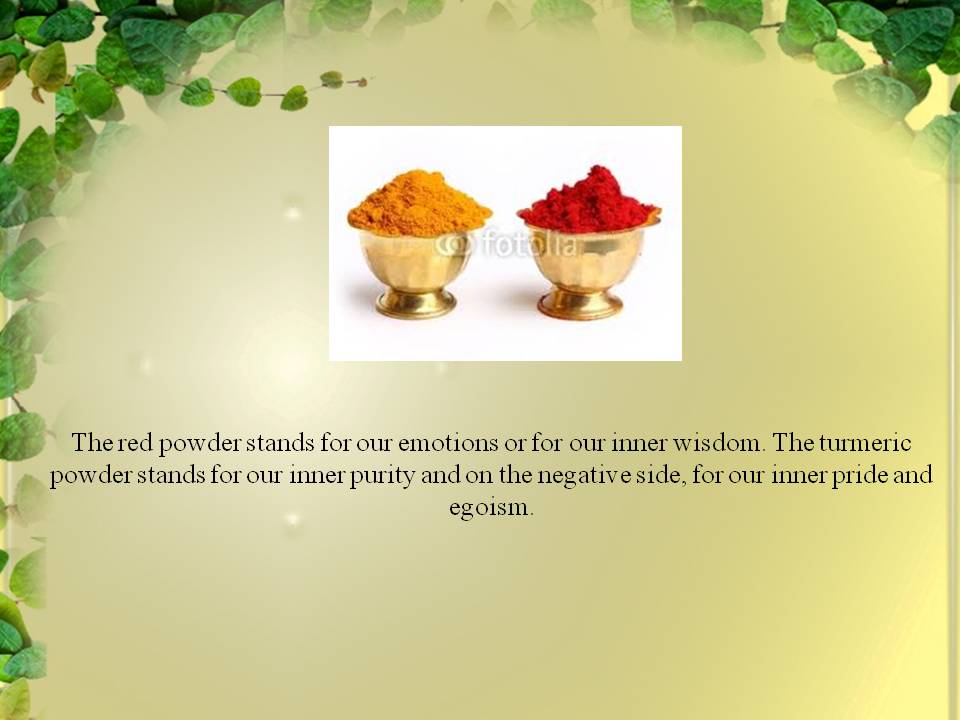 fotolia
The red powder stands for our emotions or for our inner wisdom. The turmeric
powder stands for our inner purity and on the negative side, for our inner pride and
egoism.